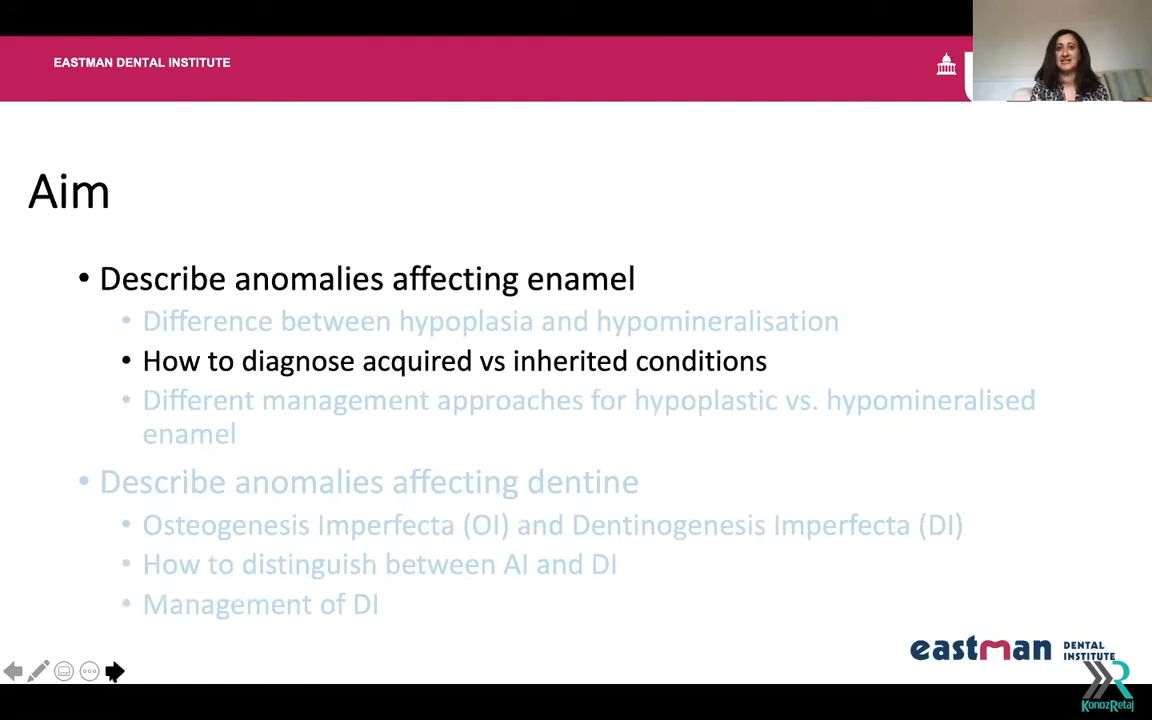 EASTMAN DENTAL INSTITUTE
Aim
• Describe anomalies affecting enamel
• Difference between hypoplasia and hypomineralisation
• How to diagnose acquired vs inherited conditions
• Different management approaches for hypoplastic vs. hypomineralised
enamel
• Describe anomalies affecting dentine
• Osteogenesis Imperfecta (OI) and Dentinogenesis Imperfecta (DI)
• How to distinguish between AI and DI
• Management of DI
eastman DENTAL
INSTITUTE
KonozRetaj